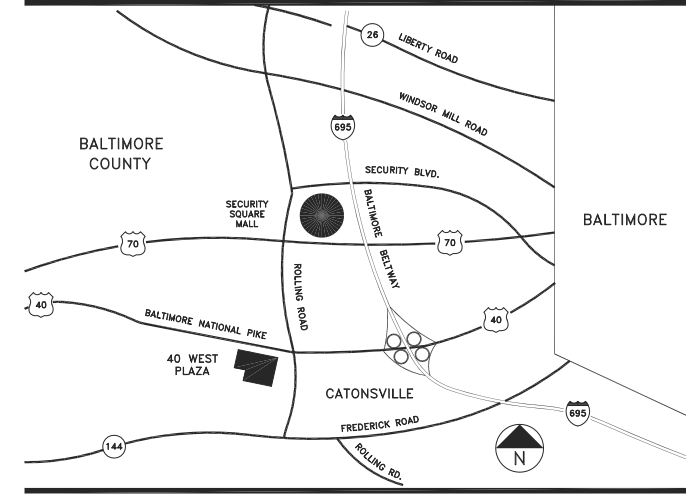 26
LIBERTY ROAD
WINDSOR MILL ROAD
695
BALTIMORE
COUNTY
SECURITY BLVD.
SECURITY
SQUARE
MALL
BALTIMORE
BELTWAY
BALTIMORE
70
70
ROLLING ROAD
40
BALTIMORE NATIONAL PIKE
40
40 WEST
PLAZA
CATONSVILLE
695
FREDERICK ROAD
144
ROLLING RD.
N